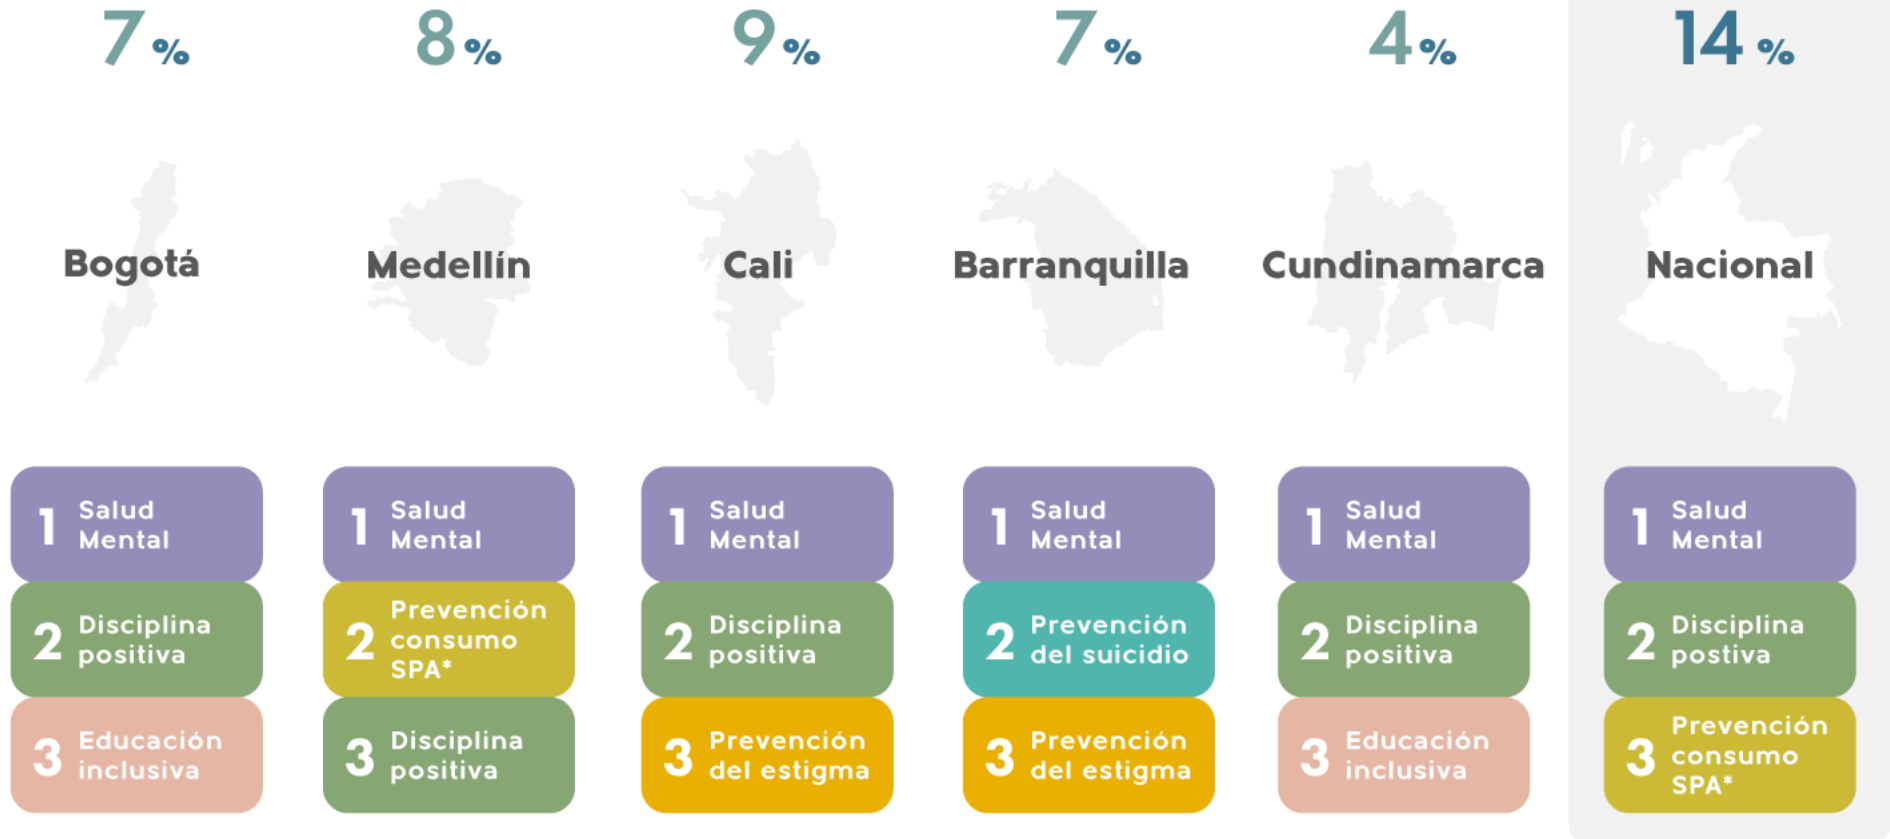 7 %
8 %
9 %
7 %
4 %
14 %
Bogotá
Medellín
Cali
Barranquilla
Cundinamarca
Nacional
1 Salud
Mental
2 Disciplina
positiva
3 Educación
inclusiva
1 Salud
Mental
2 Prevención
consumo
SPA*
3 Disciplina
positiva
1 Salud
Mental
2 Disciplina
positiva
3 Prevención
del estigma
1 Salud
Mental
2 Prevención
del suicidio
3 Prevención
del estigma
1 Salud
Mental
2 Disciplina
positiva
3 Educación
inclusiva
1 Salud
Mental
2 Disciplina
postiva
3 Prevención
consumo
SPA*